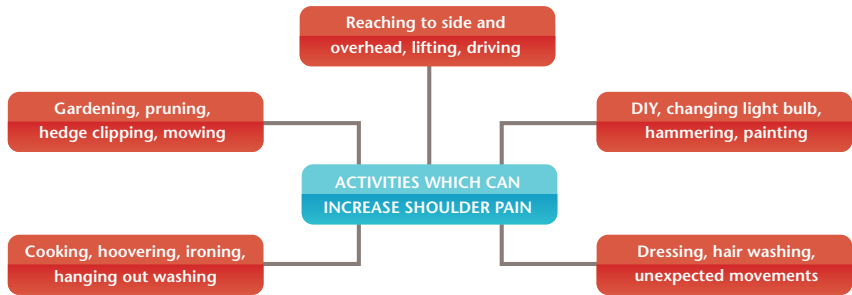 Reaching to side and
overhead, lifting, driving
Gardening, pruning,
hedge clipping, mowing
DIY, changing light bulb,
hammering, painting
ACTIVITIES WHICH CAN
INCREASE SHOULDER PAIN
Cooking, hoovering, ironing,
hanging out washing
Dressing, hair washing,
unexpected movements